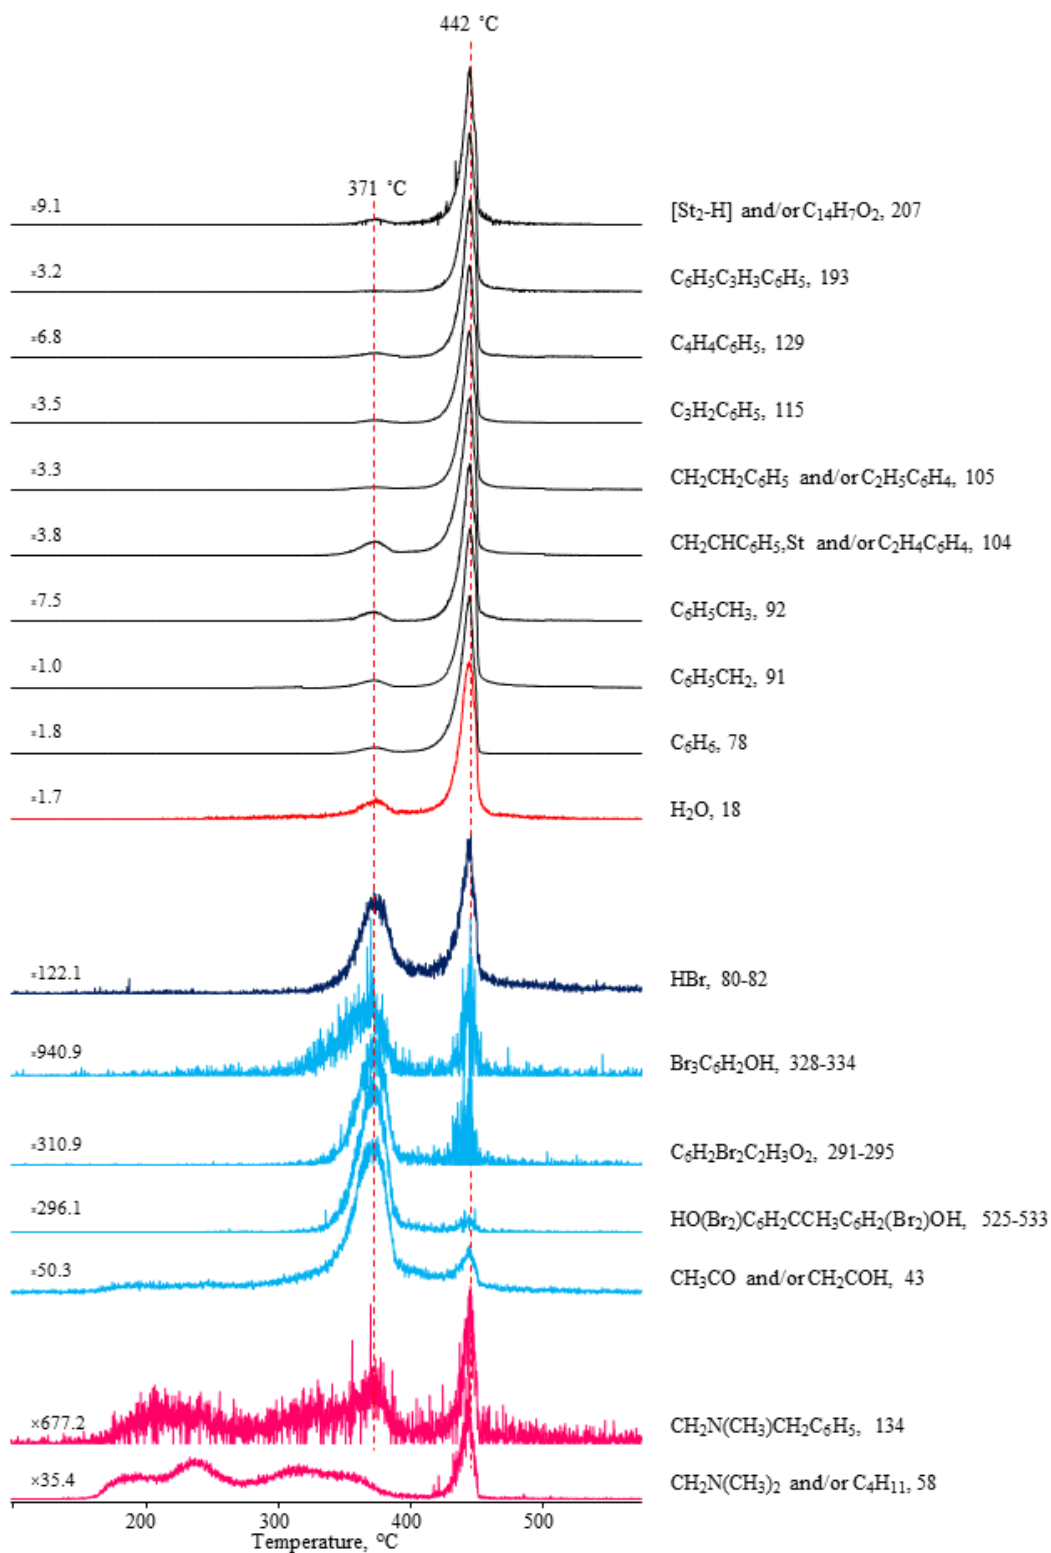 442 °C
371 °C
×9.1 [St₂-H] and/or C₁₄H₇O₂, 207
×3.2 C₆H₅C₃H₃C₆H₅, 193
×6.8 C₄H₄C₆H₅, 129
×3.5 C₃H₂C₆H₅, 115
×3.3 CH₂CH₂C₆H₅ and/or C₂H₅C₆H₄, 105
×3.8 CH₂CHC₆H₅,St and/or C₂H₄C₆H₄, 104
×7.5 C₆H₅CH₃, 92
×1.0 C₆H₅CH₂, 91
×1.8 C₆H₆, 78
×1.7 H₂O, 18
×122.1 HBr, 80-82
×940.9 Br₃C₆H₂OH, 328-334
×310.9 C₆H₂Br₂C₂H₃O₂, 291-295
×296.1 HO(Br₂)C₆H₂CCH₃C₆H₂(Br₂)OH, 525-533
×50.3 CH₃CO and/or CH₂COH, 43
×677.2 CH₂N(CH₃)CH₂C₆H₅, 134
×35.4 CH₂N(CH₃)₂ and/or C₄H₁₁, 58
200 300 400 500
Temperature, °C